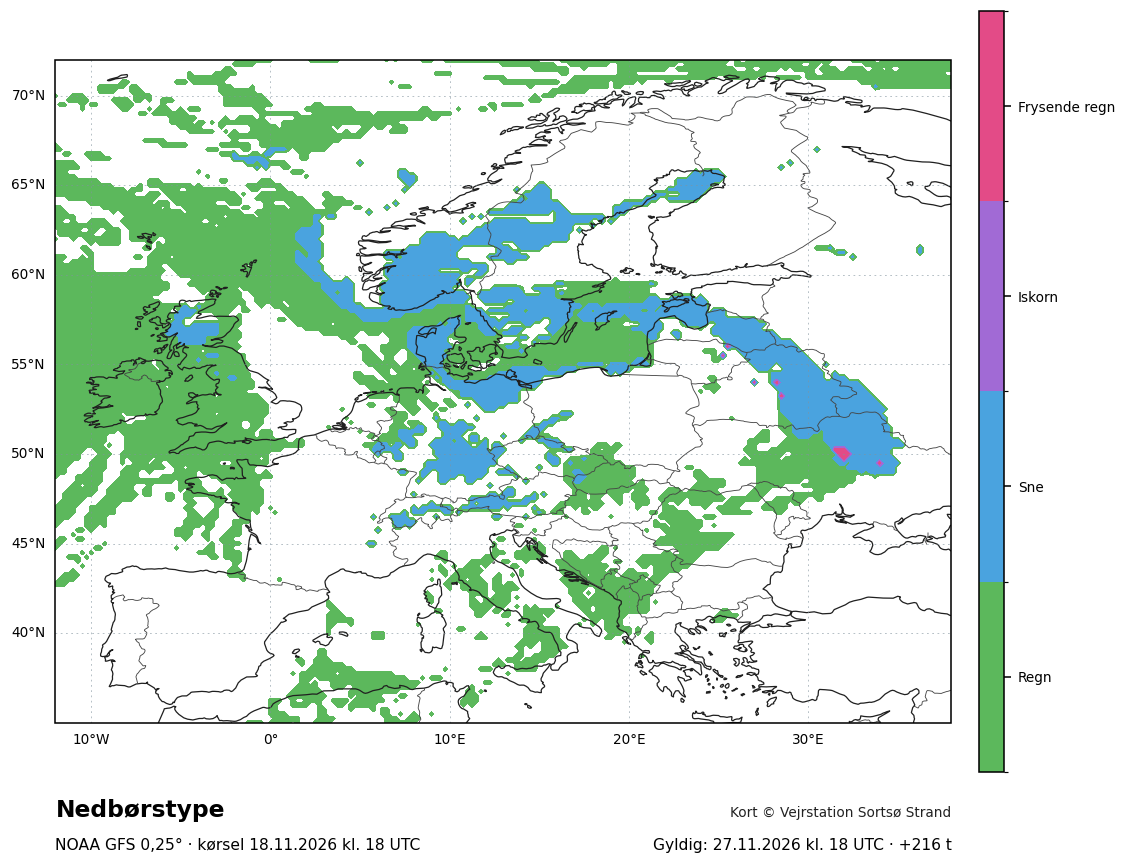 70°N
65°N
60°N
55°N
50°N
45°N
40°N
10°W
0°
10°E
20°E
30°E
Frysende regn
Iskorn
Sne
Regn
Nedbørstype
Kort © Vejrstation Sortsø Strand
NOAA GFS 0,25° · kørsel 18.11.2026 kl. 18 UTC
Gyldig: 27.11.2026 kl. 18 UTC · +216 t